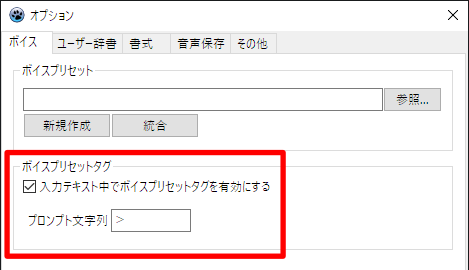 オプション
ボイス ユーザー辞書 書式 音声保存 その他
ボイスプリセット
参照...
新規作成 統合
ボイスプリセットタグ
入力テキスト中でボイスプリセットタグを有効にする
プロンプト文字列 >